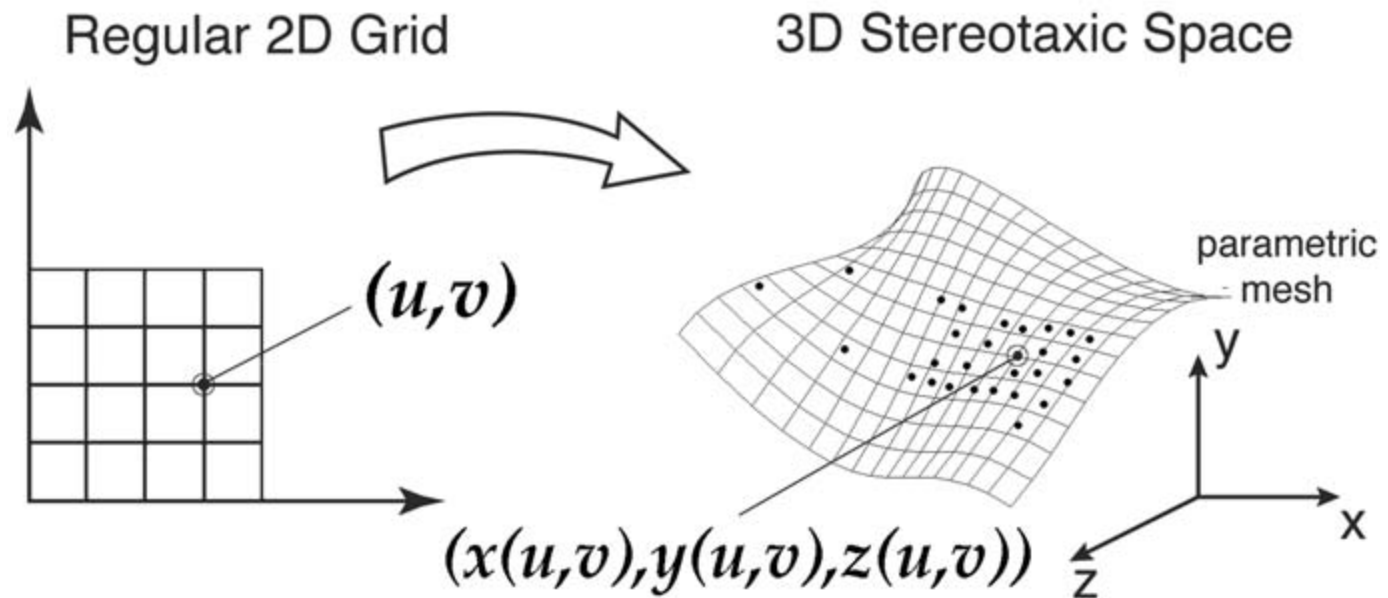 Regular 2D Grid
3D Stereotaxic Space
(u,v)
parametric
mesh
y
x
z
(x(u,v),y(u,v),z(u,v))